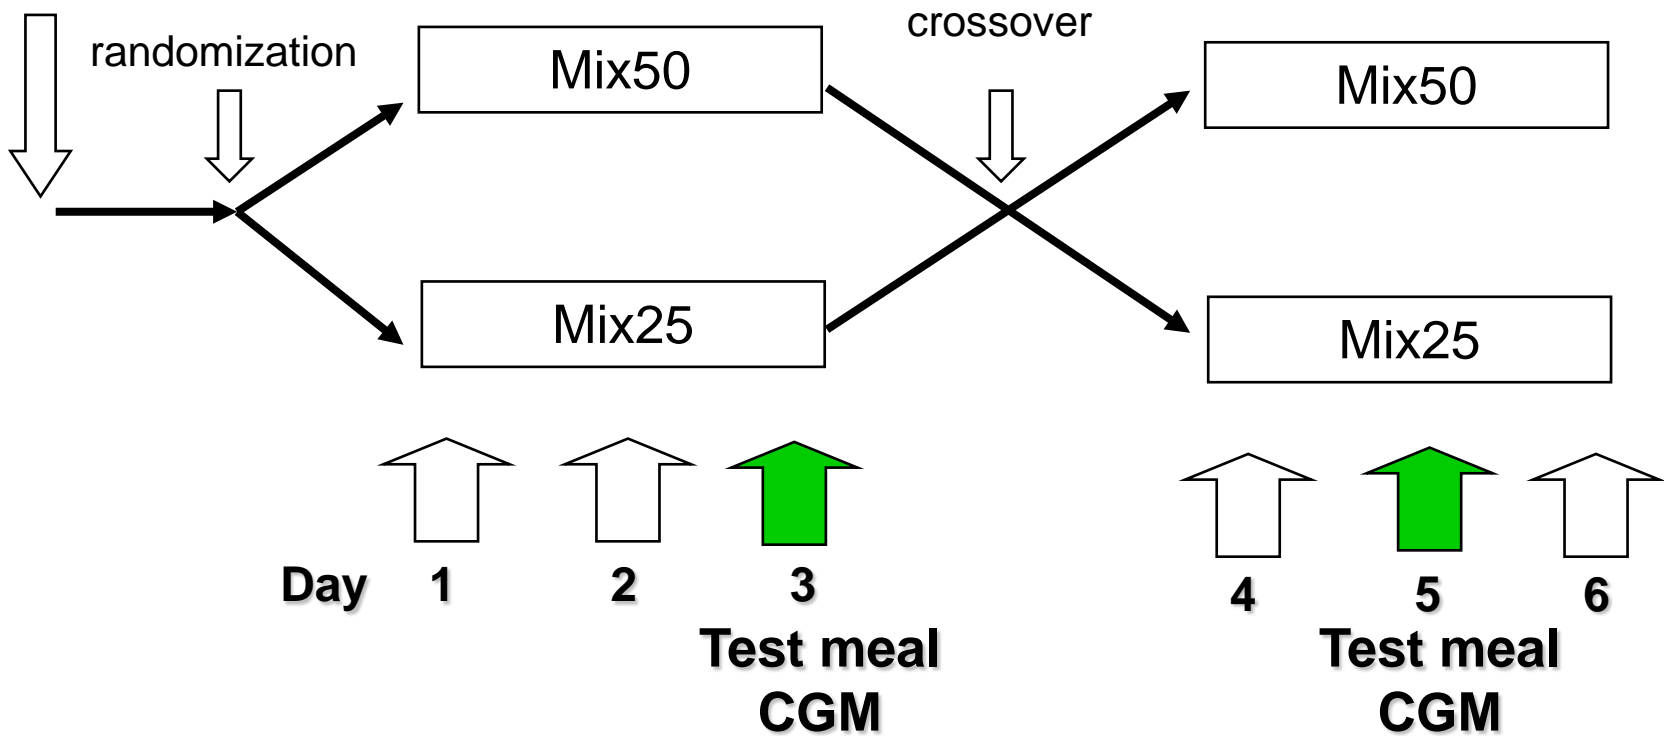 randomization
crossover
Mix50
Mix50
Mix25
Mix25
Day 1 2 3 4 5 6
Test meal Test meal
CGM CGM